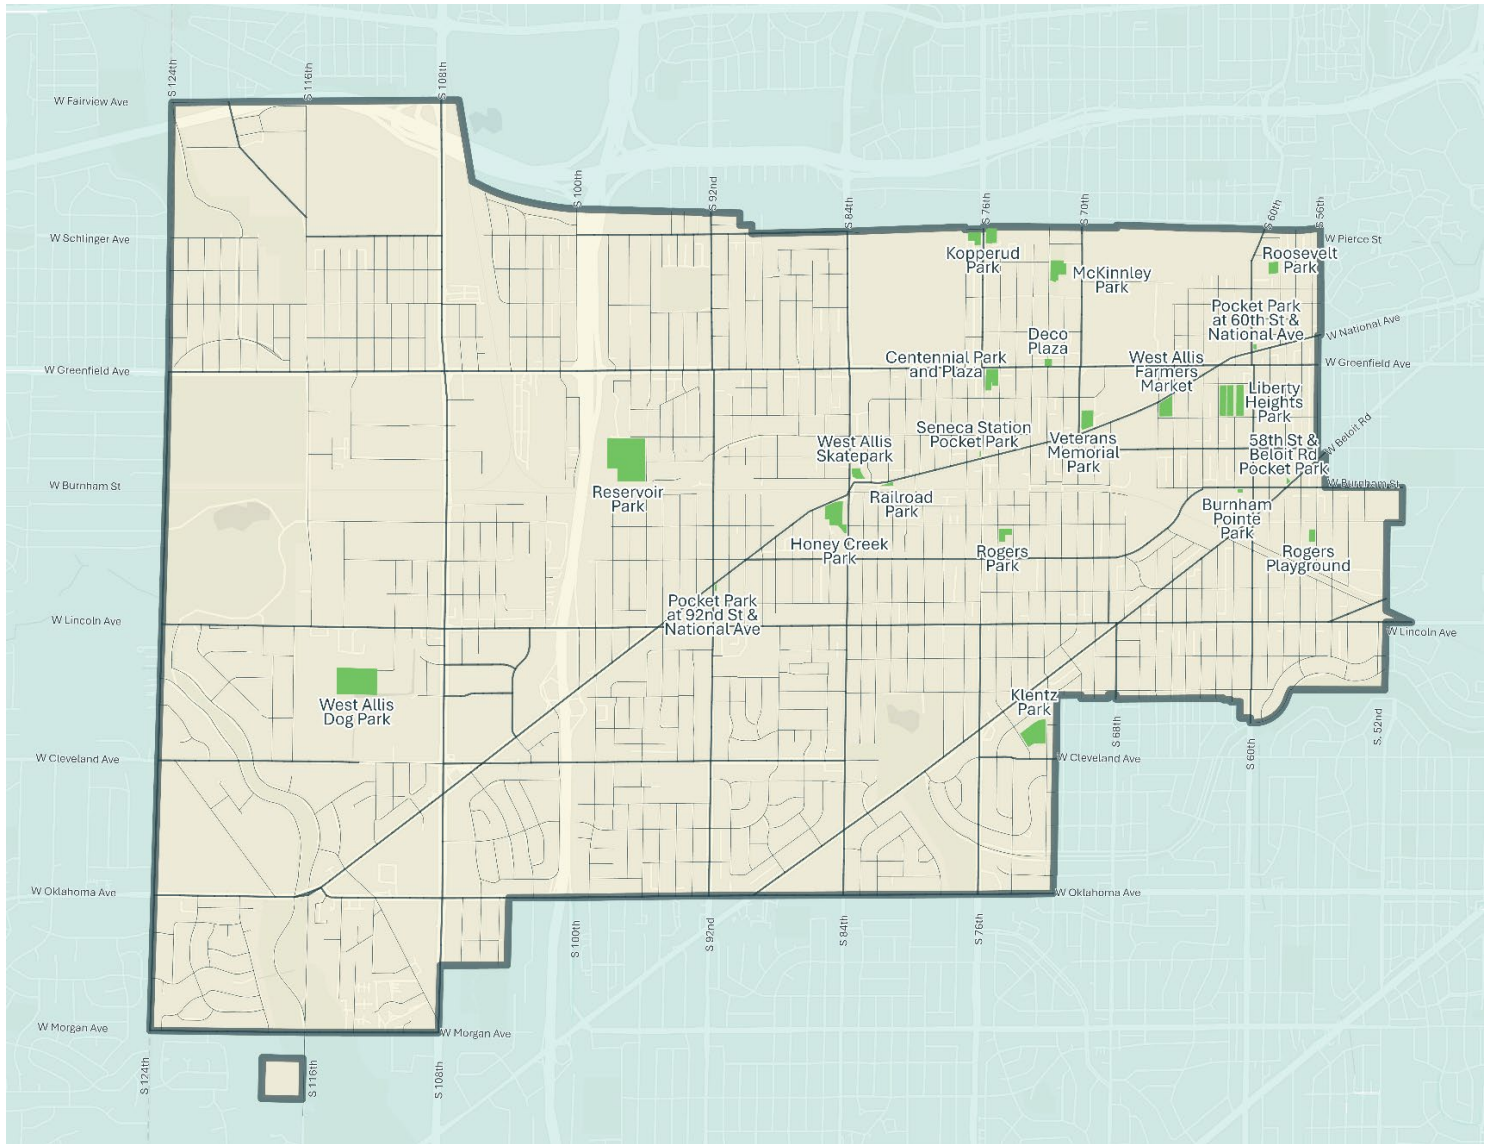 S 124th
S 116th
S 108th
W Fairview Ave
S 100th
S 92nd
S 84th
S 76th
S 70th
S 60th
S 56th
W Schlinger Ave
W Pierce St
Kopperud
Park
Roosevelt
Park
McKinnley
Park
Pocket Park
at 60th St &
National Ave
W National Ave
Deco
Plaza
Centennial Park
and Plaza
West Allis
Farmers
Market
W Greenfield Ave
W Greenfield Ave
Liberty
Heights
Park
Seneca Station
Pocket Park
Veterans
Memorial
Park
West Allis
Skatepark
58th St &
Beloit Rd
Pocket Park
W Beloit Rd
W Burnham St
W Burnham St
Reservoir
Park
Railroad
Park
Burnham
Pointe
Park
Honey Creek
Park
Rogers
Park
Rogers
Playground
Pocket Park
at 92nd St &
National Ave
W Lincoln Ave
W Lincoln Ave
West Allis
Dog Park
Klentz
Park
S 68th
S 60th
S. 52nd
W Cleveland Ave
W Cleveland Ave
W Oklahoma Ave
W Oklahoma Ave
S 100th
S 92nd
S 84th
S 76th
W Morgan Ave
W Morgan Ave
S 124th
S 116th
S 108th